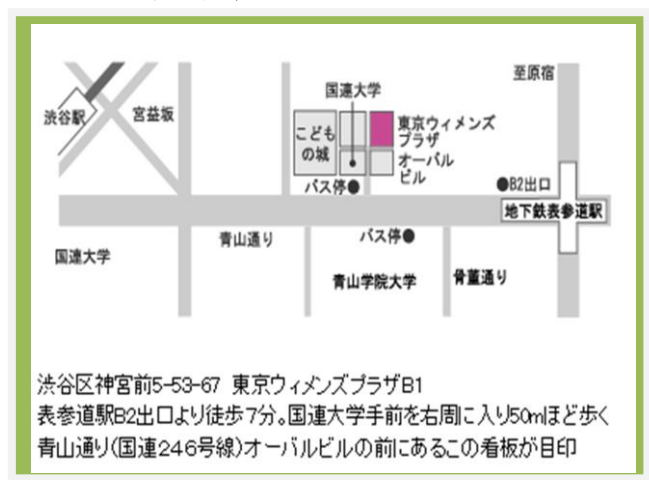 至原宿
国連大学
渋谷駅
宮益坂
こども
の城
東京ウィメンズ
プラザ
オーバル
ビル
バス停●
●B2出口
地下鉄表参道駅
青山通り
バス停●
国連大学
青山学院大学
骨董通り
渋谷区神宮前5-53-67 東京ウィメンズプラザB1
表参道駅B2出口より徒歩7分。国連大学手前を右周に入り50mほど歩く
青山通り(国連246号線)オーバルビルの前にあるこの看板が目印